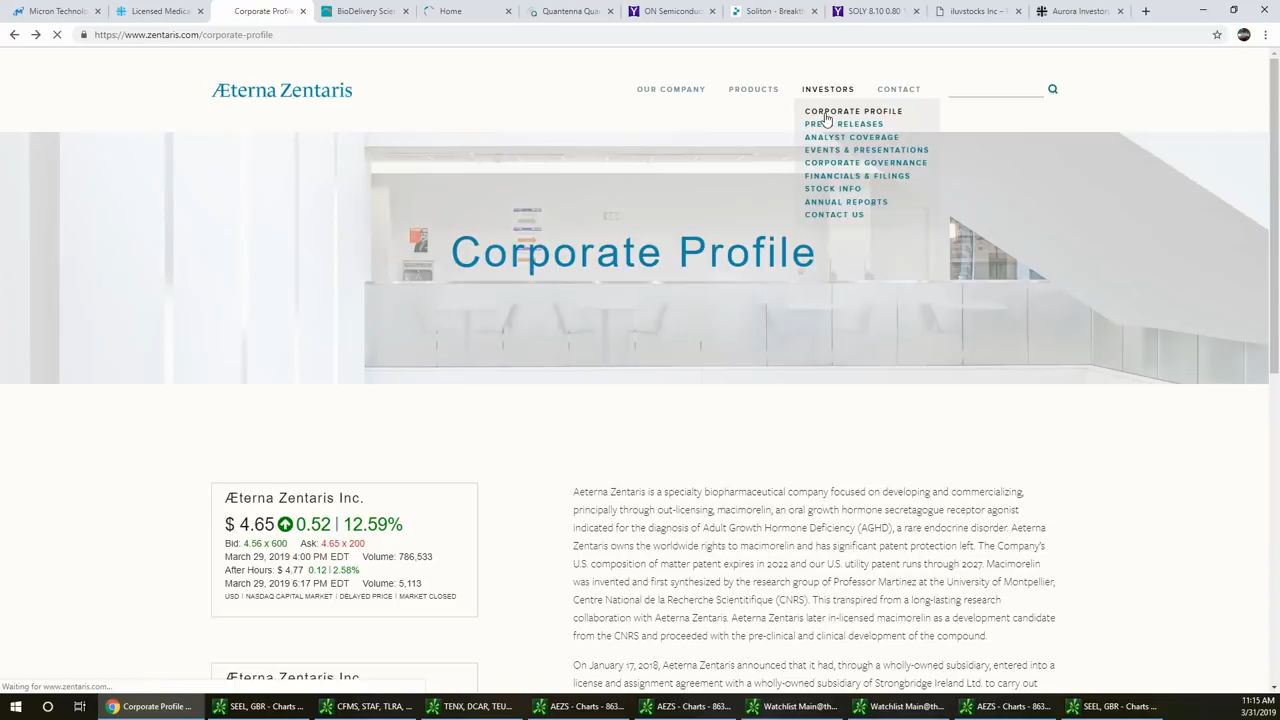 Micron Technolo
Licensed Medica
Corporate Profil
BioDelivery Scie
Home
Quantenna Qua
ON Semiconduc
Soliton - Breakth
SOLY 8.10 0.80
iluvstocks Inc –
Aurora Investors
https://www.zentaris.com/corporate-profile
Æterna Zentaris
OUR COMPANY
PRODUCTS
INVESTORS
CONTACT
CORPORATE PROFILE
PRESS RELEASES
ANALYST COVERAGE
EVENTS & PRESENTATIONS
CORPORATE GOVERNANCE
FINANCIALS & FILINGS
STOCK INFO
ANNUAL REPORTS
CONTACT US
Corporate Profile
Æterna Zentaris Inc.
$ 4.65 0.52 | 12.59%
Bid: 4.56 x 600 Ask: 4.65 x 200
March 29, 2019 4:00 PM EDT Volume: 786,533
After Hours: $ 4.77 0.12 | 2.58%
March 29, 2019 6:17 PM EDT Volume: 5,113
USD | NASDAQ CAPITAL MARKET | DELAYED PRICE | MARKET CLOSED
Æterna Zentaris Inc.
Aeterna Zentaris is a specialty biopharmaceutical company focused on developing and commercializing,
principally through out-licensing, macimorelin, an oral growth hormone secretagogue receptor agonist
indicated for the diagnosis of Adult Growth Hormone Deficiency (AGHD), a rare endocrine disorder. Aeterna
Zentaris owns the worldwide rights to macimorelin and has significant patent protection left. The Company's
U.S. composition of matter patent expires in 2022 and our U.S. utility patent runs through 2027. Macimorelin
was invented and first synthesized by the research group of Professor Martinez at the University of Montpellier,
Centre National de la Recherche Scientitifique (CNRS). This transpired from a long-lasting research
collaboration with Aeterna Zentaris. Aeterna Zentaris later in-licensed macimorelin as a development candidate
from the CNRS and proceeded with the pre-clinical and clinical development of the compound.
On January 17, 2018, Aeterna Zentaris announced that it had, through a wholly-owned subsidiary, entered into a
license and assignment agreement with a wholly-owned subsidiary of Strongbridge Ireland Ltd. to carry out
Waiting for www.zentaris.com...
Corporate Profile ...
SEEL, GBR - Charts ...
CFMS, STAF, TLRA, ...
TENX, DCAR, TEU...
AEZS - Charts - 863...
AEZS - Charts - 863...
Watchlist Main@th...
Watchlist Main@th...
AEZS - Charts - 863...
SEEL, GBR - Charts ...
11:15 AM
3/31/2019